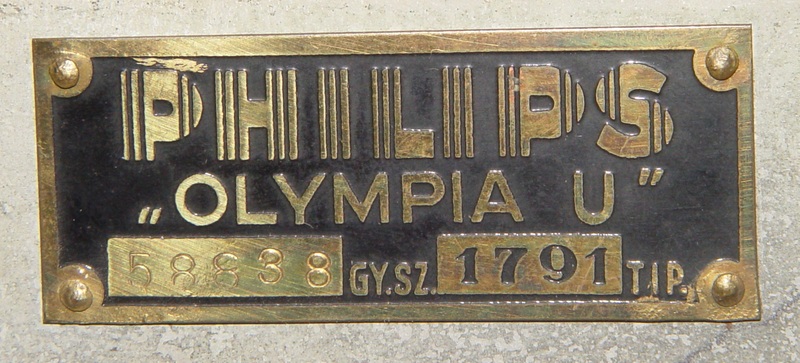 PHILIPS
„OLYMPIA U”
58838 GY.SZ. 1791 TIP.